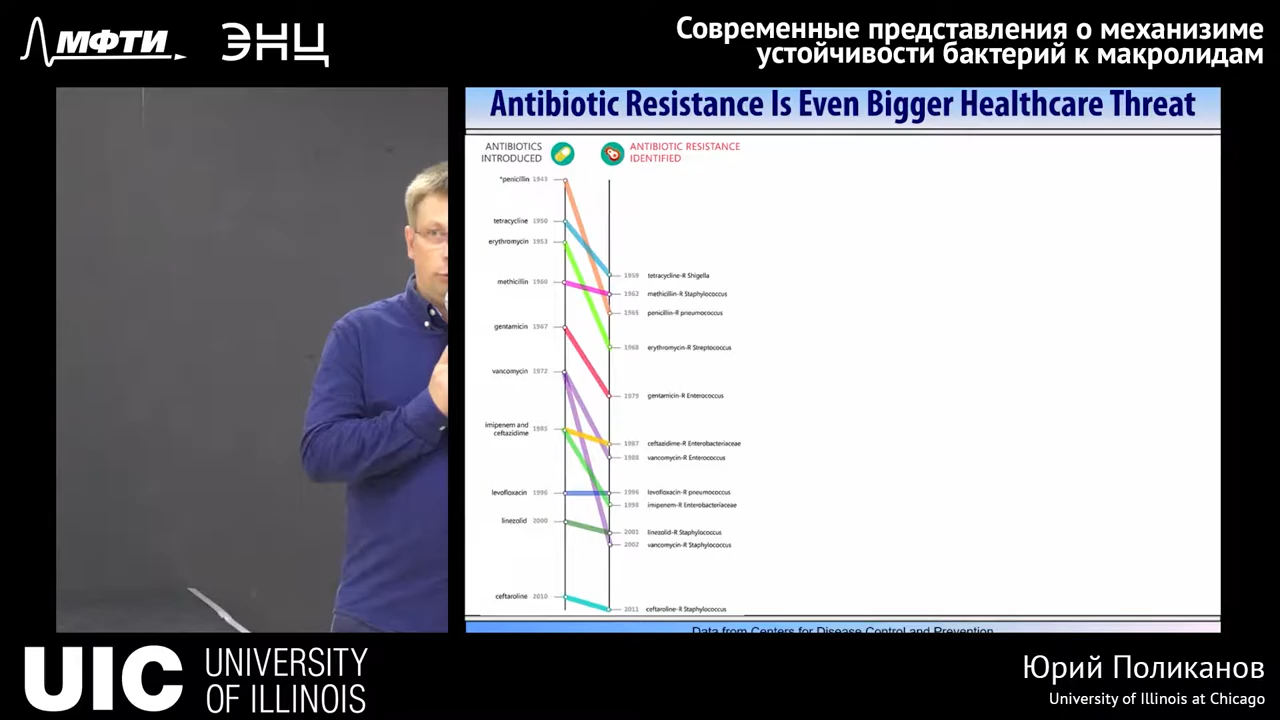 МФТИ
ЭНЦ
Современные представления о механизиме
устойчивости бактерий к макролидам
Antibiotic Resistance Is Even Bigger Healthcare Threat
ANTIBIOTICS
INTRODUCED
ANTIBIOTIC RESISTANCE
IDENTIFIED
*penicillin 1943
tetracycline 1950
erythromycin 1953
1959 tetracycline-R Shigella
methicillin 1960
1962 methicillin-R Staphylococcus
1965 penicillin-R pneumococcus
gentamicin 1967
1968 erythromycin-R Streptococcus
vancomycin 1972
1979 gentamicin-R Enterococcus
imipenem and
ceftazidime 1985
1987 ceftazidime-R Enterobacteriaceae
1988 vancomycin-R Enterococcus
levofloxacin 1996
1996 levofloxacin-R pneumococcus
1998 imipenem-R Enterobacteriaceae
linezolid 2000
2001 linezolid-R Staphylococcus
2002 vancomycin-R Staphylococcus
ceftaroline 2010
2011 ceftaroline-R Staphylococcus
Data from Centers for Disease Control and Prevention
UIC UNIVERSITY
OF ILLINOIS
Юрий Поликанов
University of Illinois at Chicago